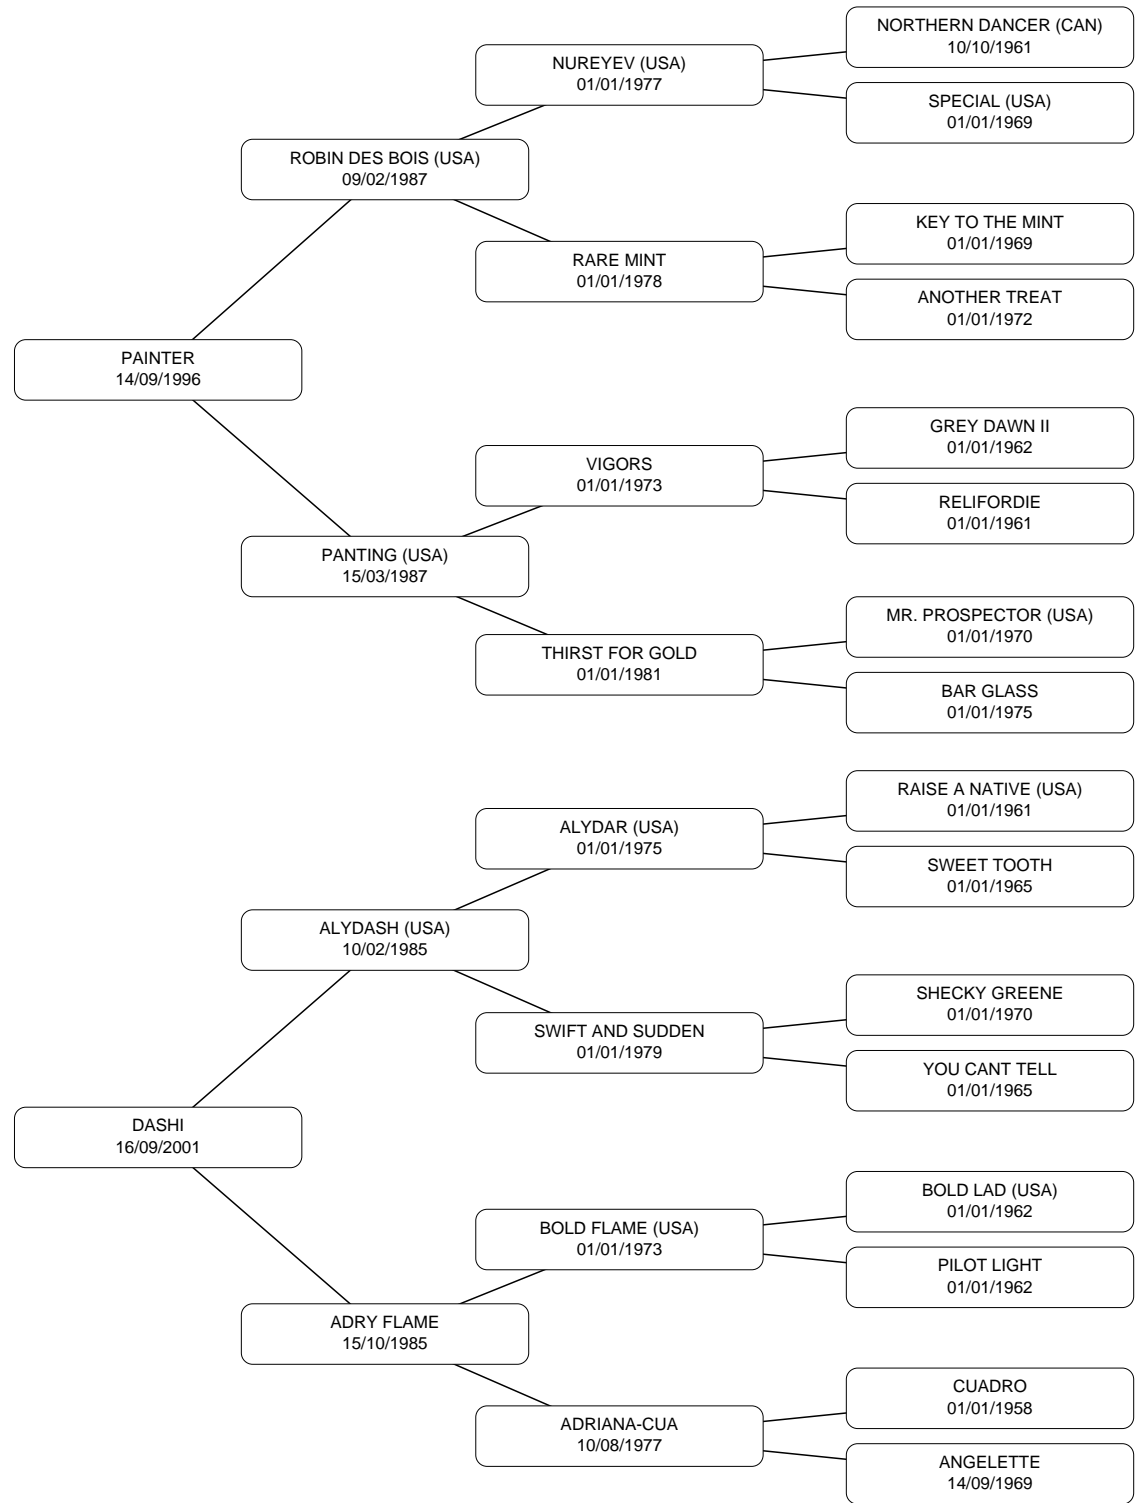 NORTHERN DANCER (CAN)
10/10/1961
NUREYEV (USA)
01/01/1977
SPECIAL (USA)
01/01/1969
ROBIN DES BOIS (USA)
09/02/1987
KEY TO THE MINT
01/01/1969
RARE MINT
01/01/1978
ANOTHER TREAT
01/01/1972
PAINTER
14/09/1996
GREY DAWN II
01/01/1962
VIGORS
01/01/1973
RELIFORDIE
01/01/1961
PANTING (USA)
15/03/1987
MR. PROSPECTOR (USA)
01/01/1970
THIRST FOR GOLD
01/01/1981
BAR GLASS
01/01/1975
RAISE A NATIVE (USA)
01/01/1961
ALYDAR (USA)
01/01/1975
SWEET TOOTH
01/01/1965
ALYDASH (USA)
10/02/1985
SHECKY GREENE
01/01/1970
SWIFT AND SUDDEN
01/01/1979
YOU CANT TELL
01/01/1965
DASHI
16/09/2001
BOLD LAD (USA)
01/01/1962
BOLD FLAME (USA)
01/01/1973
PILOT LIGHT
01/01/1962
ADRY FLAME
15/10/1985
CUADRO
01/01/1958
ADRIANA-CUA
10/08/1977
ANGELETTE
14/09/1969